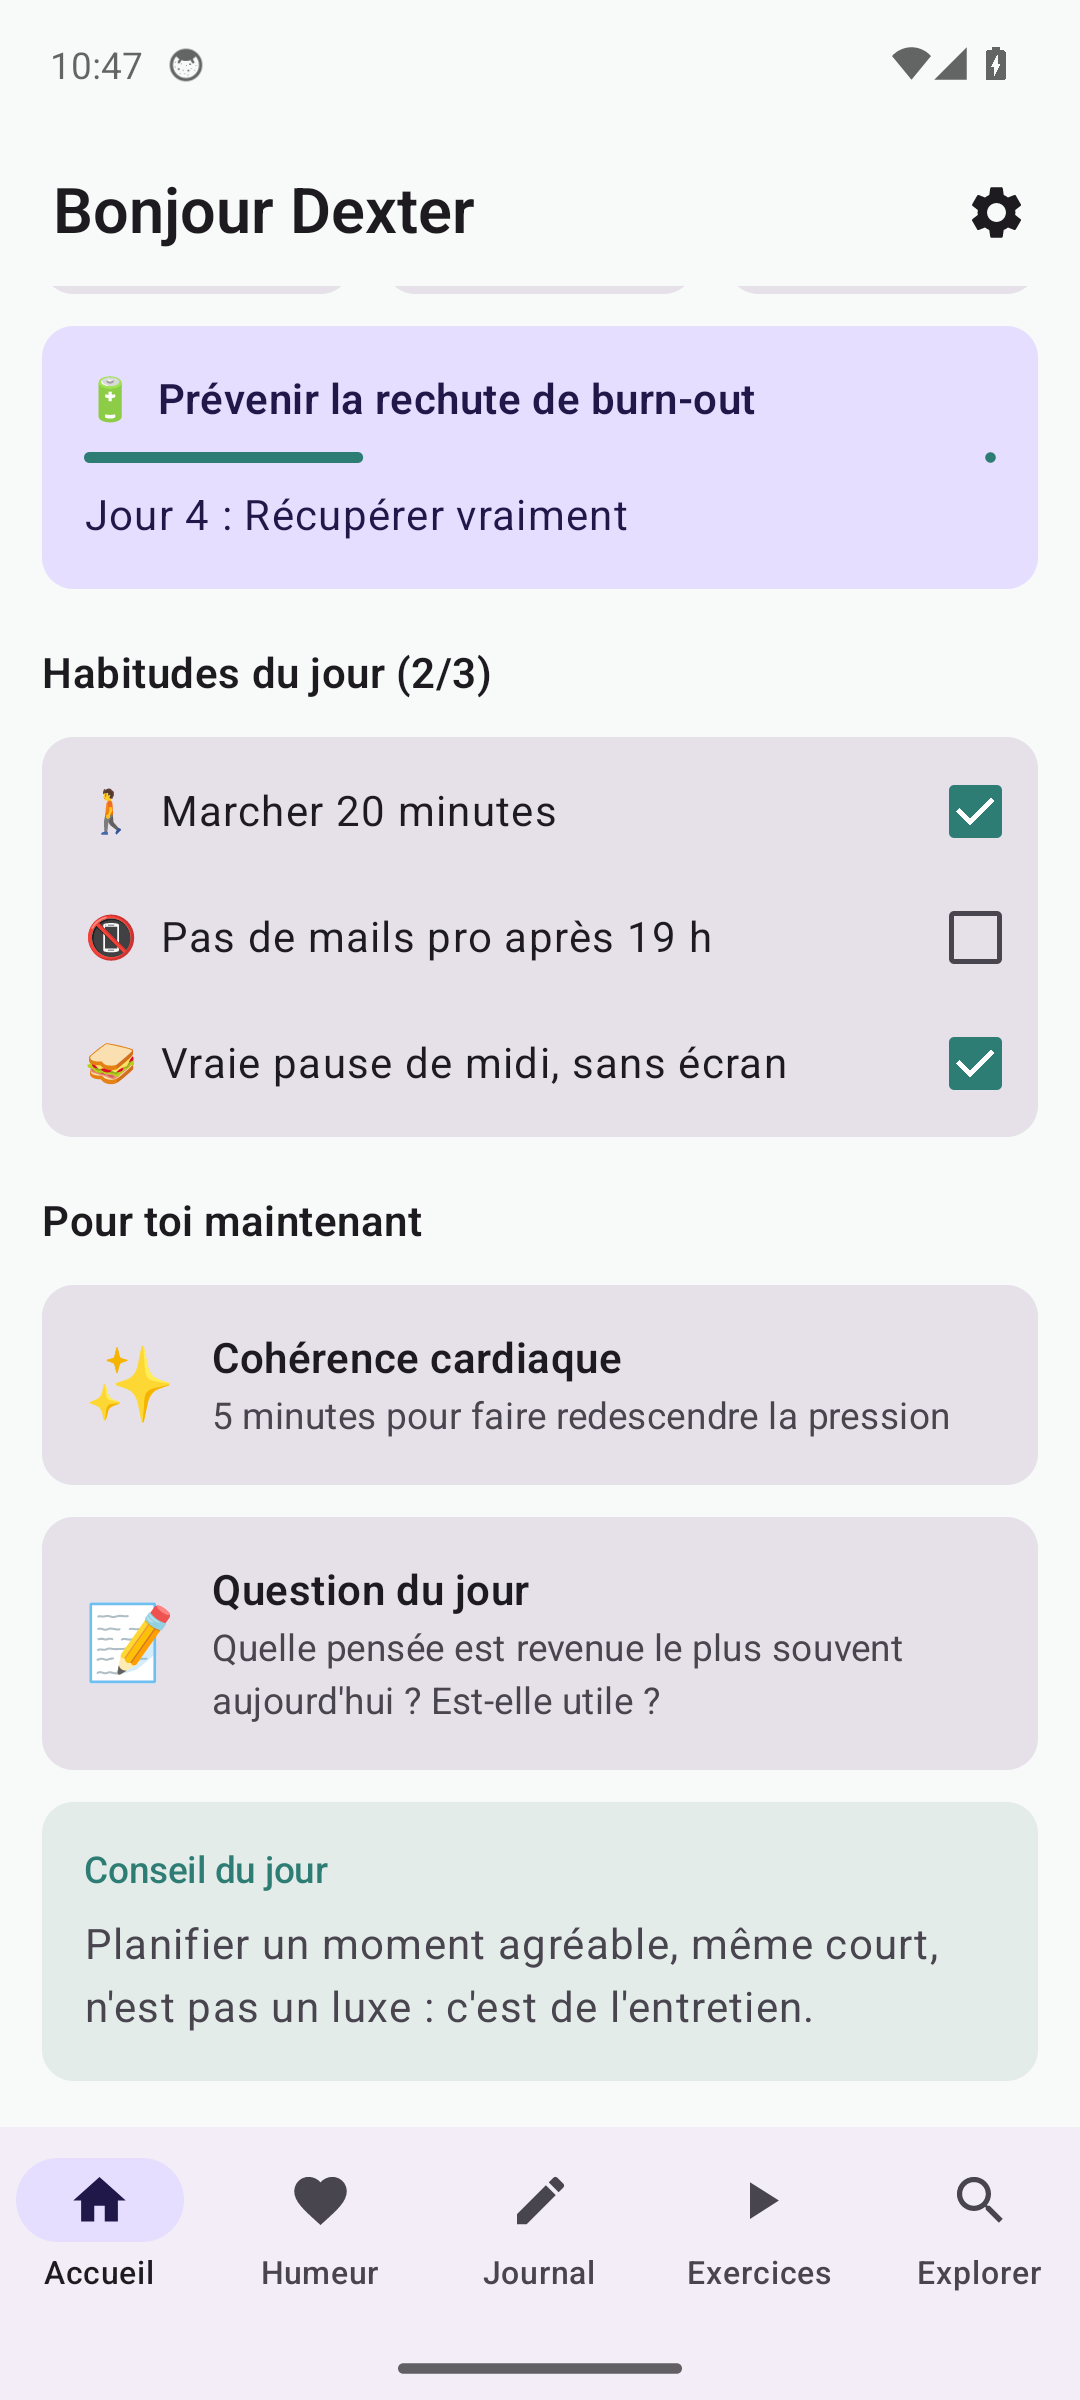 10:47
Bonjour Dexter
Prévenir la rechute de burn-out
Jour 4 : Récupérer vraiment
Habitudes du jour (2/3)
Marcher 20 minutes
Pas de mails pro après 19 h
Vraie pause de midi, sans écran
Pour toi maintenant
Cohérence cardiaque
5 minutes pour faire redescendre la pression
Question du jour
Quelle pensée est revenue le plus souvent
aujourd'hui ? Est-elle utile ?
Conseil du jour
Planifier un moment agréable, même court,
n'est pas un luxe : c'est de l'entretien.
Accueil
Humeur
Journal
Exercices
Explorer